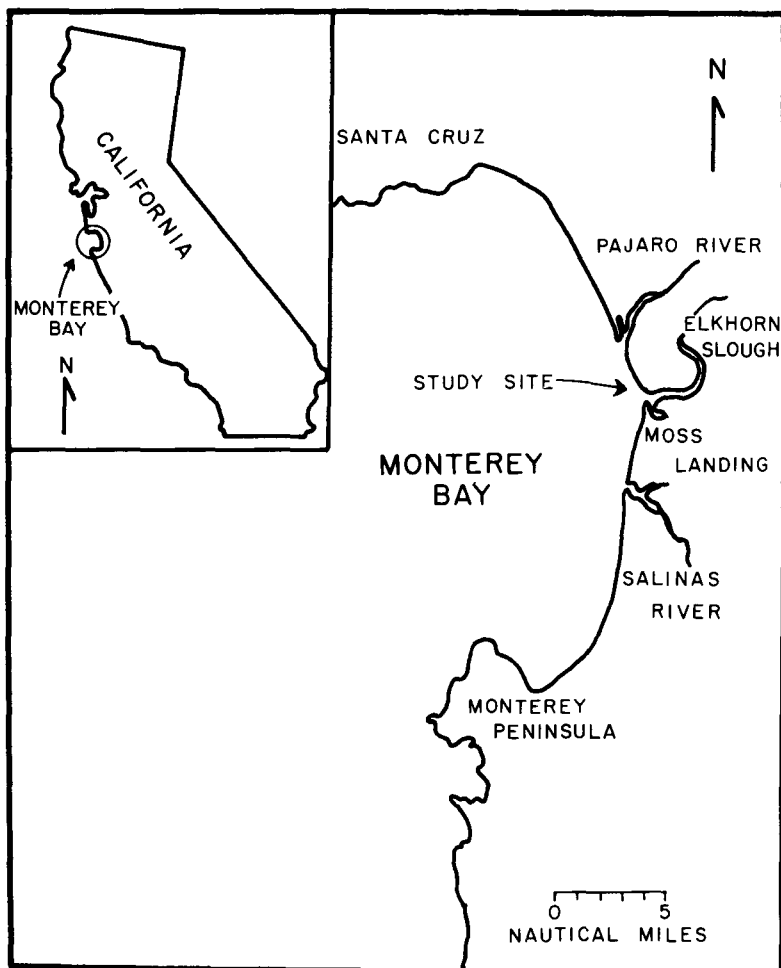 CALIFORNIA
MONTEREY
BAY
N
N
SANTA CRUZ
PAJARO RIVER
ELKHORN
SLOUGH
STUDY SITE
MOSS
LANDING
MONTEREY
BAY
SALINAS
RIVER
MONTEREY
PENINSULA
0 5
NAUTICAL MILES